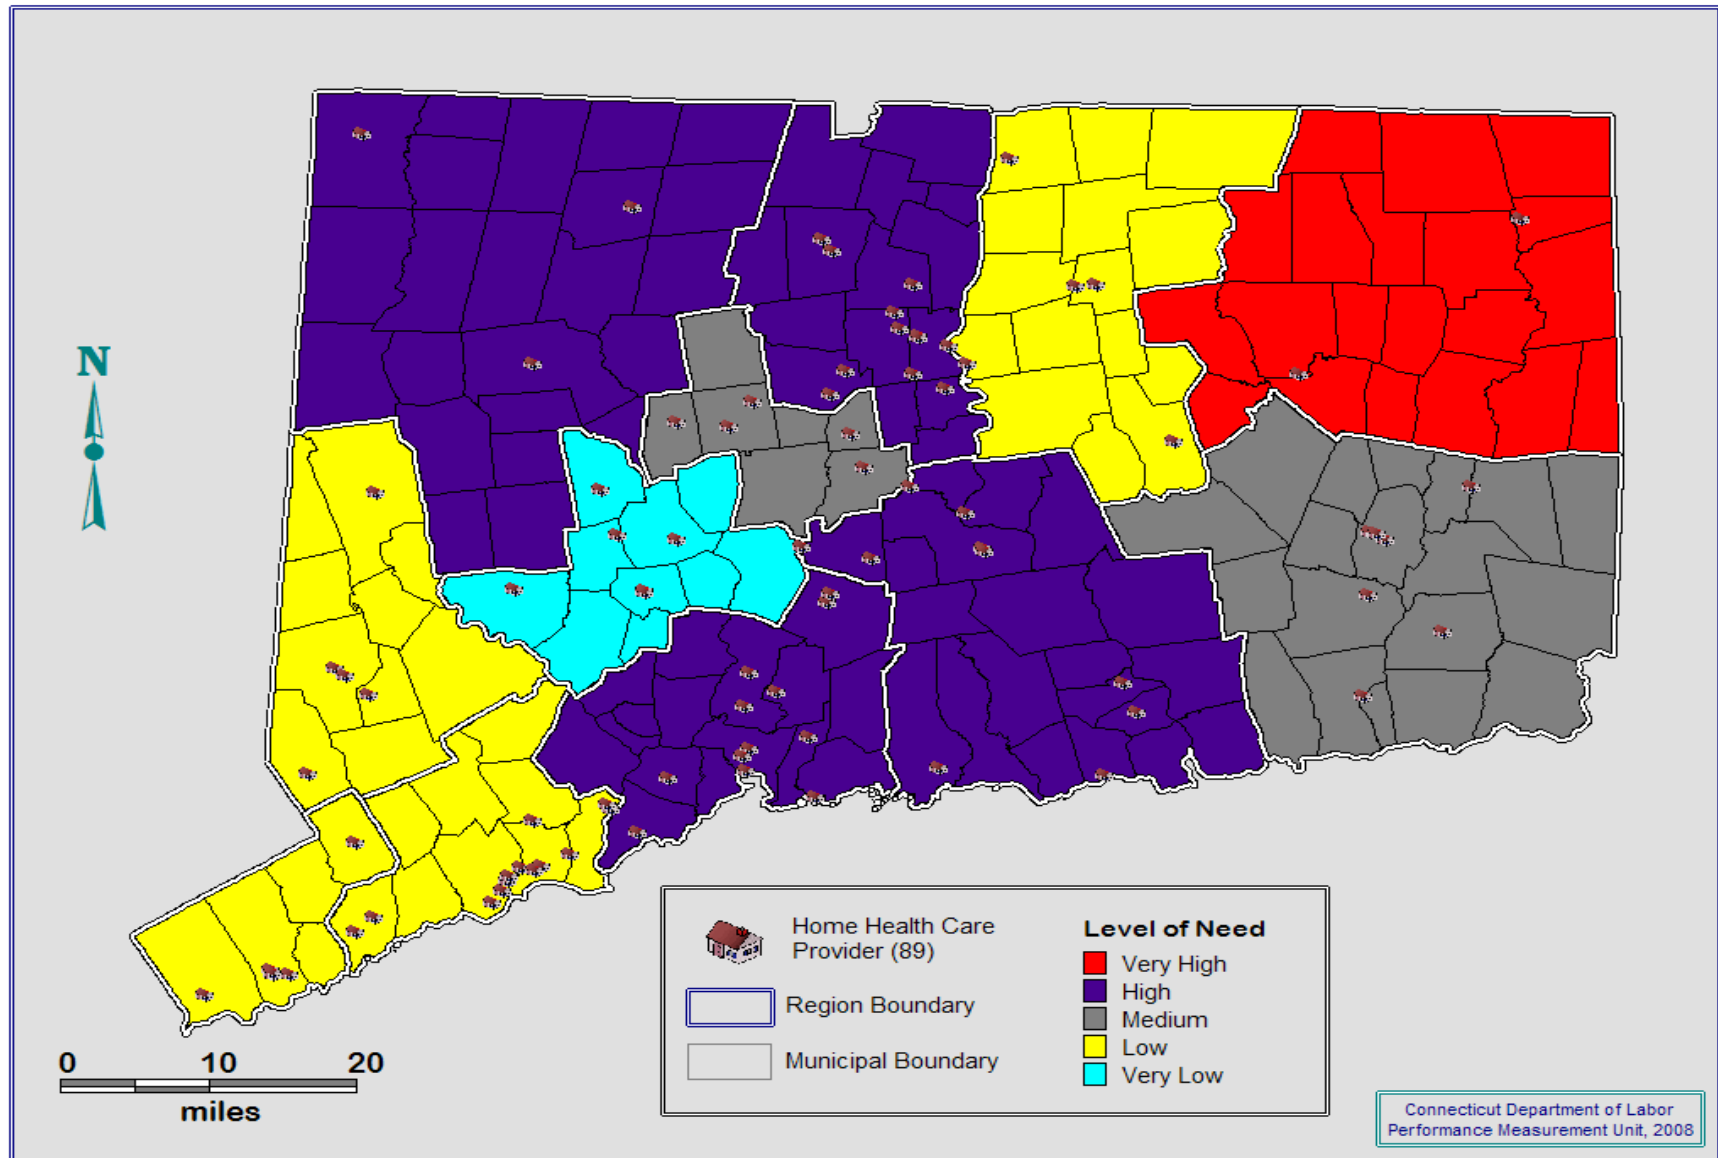 N
0 10 20
miles
Home Health Care
Provider (89)
Region Boundary
Municipal Boundary
Level of Need
Very High
High
Medium
Low
Very Low
Connecticut Department of Labor
Performance Measurement Unit, 2008